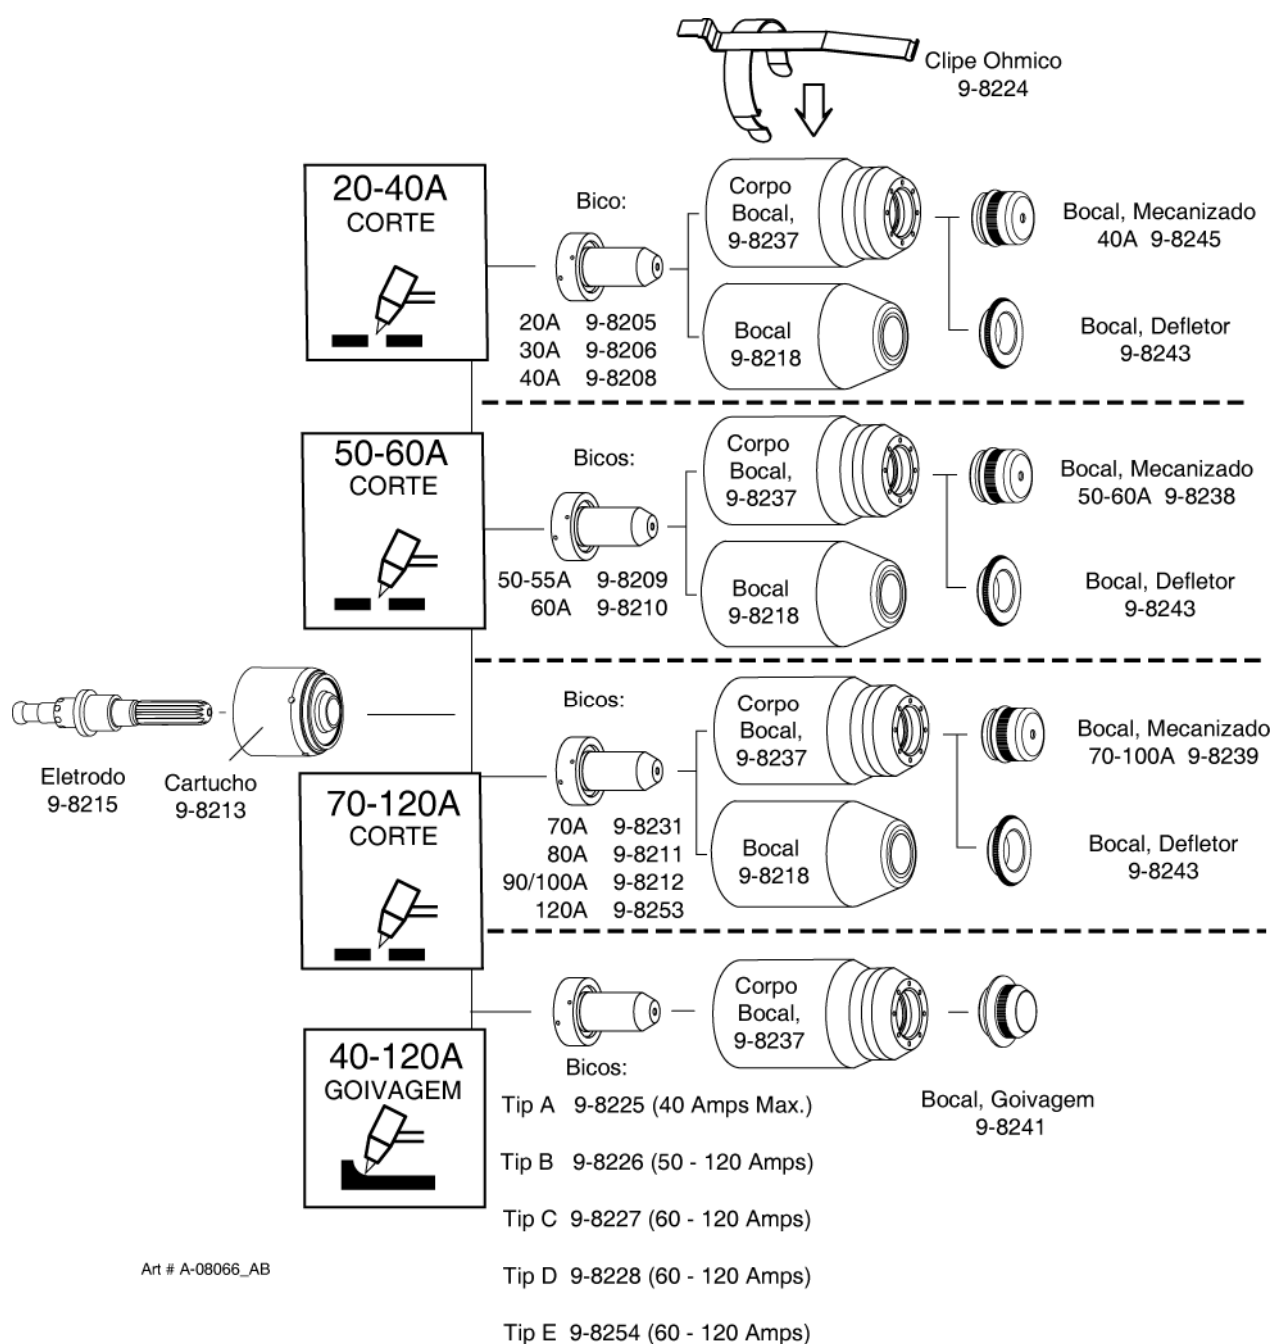 Clipe Ohmico
9-8224
20-40A
CORTE
Bico:
20A 9-8205
30A 9-8206
40A 9-8208
Corpo
Bocal,
9-8237
Bocal
9-8218
Bocal, Mecanizado
40A 9-8245
Bocal, Defletor
9-8243
50-60A
CORTE
Bicos:
50-55A 9-8209
60A 9-8210
Corpo
Bocal,
9-8237
Bocal
9-8218
Bocal, Mecanizado
50-60A 9-8238
Bocal, Defletor
9-8243
Eletrodo
9-8215
Cartucho
9-8213
70-120A
CORTE
Bicos:
70A 9-8231
80A 9-8211
90/100A 9-8212
120A 9-8253
Corpo
Bocal,
9-8237
Bocal
9-8218
Bocal, Mecanizado
70-100A 9-8239
Bocal, Defletor
9-8243
40-120A
GOIVAGEM
Bicos:
Tip A 9-8225 (40 Amps Max.)
Tip B 9-8226 (50 - 120 Amps)
Tip C 9-8227 (60 - 120 Amps)
Tip D 9-8228 (60 - 120 Amps)
Tip E 9-8254 (60 - 120 Amps)
Corpo
Bocal,
9-8237
Bocal, Goivagem
9-8241
Art # A-08066_AB